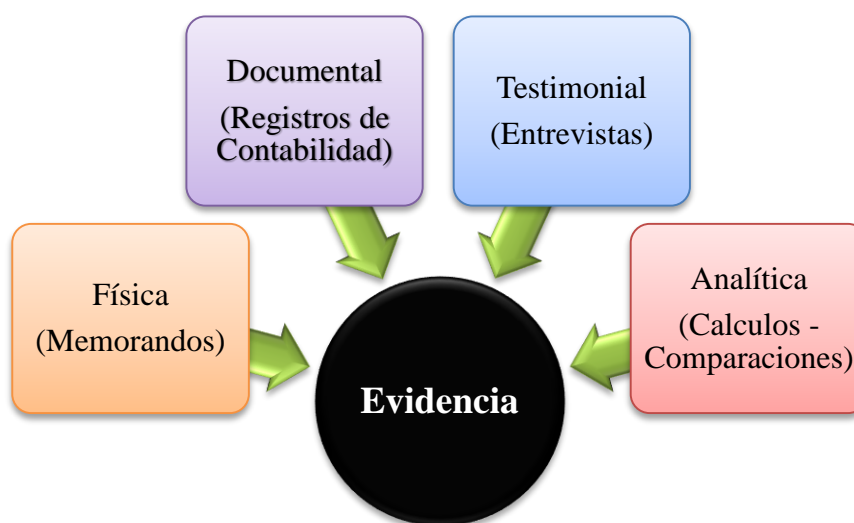 Documental
(Registros de
Contabilidad)
Testimonial
(Entrevistas)
Física
(Memorandos)
Analítica
(Calculos -
Comparaciones)
Evidencia